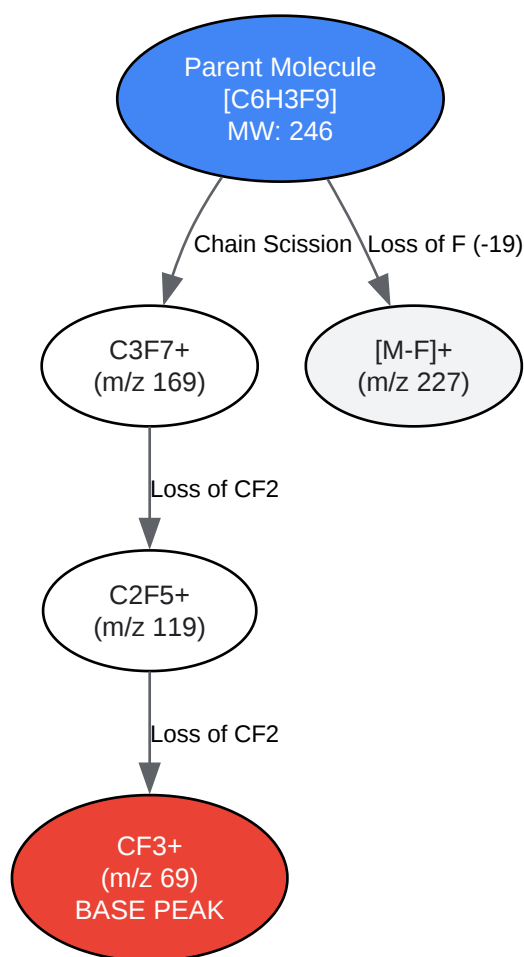 Parent Molecule
[C6H3F9]
MW: 246
Chain Scission
Loss of F (-19)
C3F7+
(m/z 169)
[M-F]+
(m/z 227)
Loss of CF2
C2F5+
(m/z 119)
Loss of CF2
CF3+
(m/z 69)
BASE PEAK